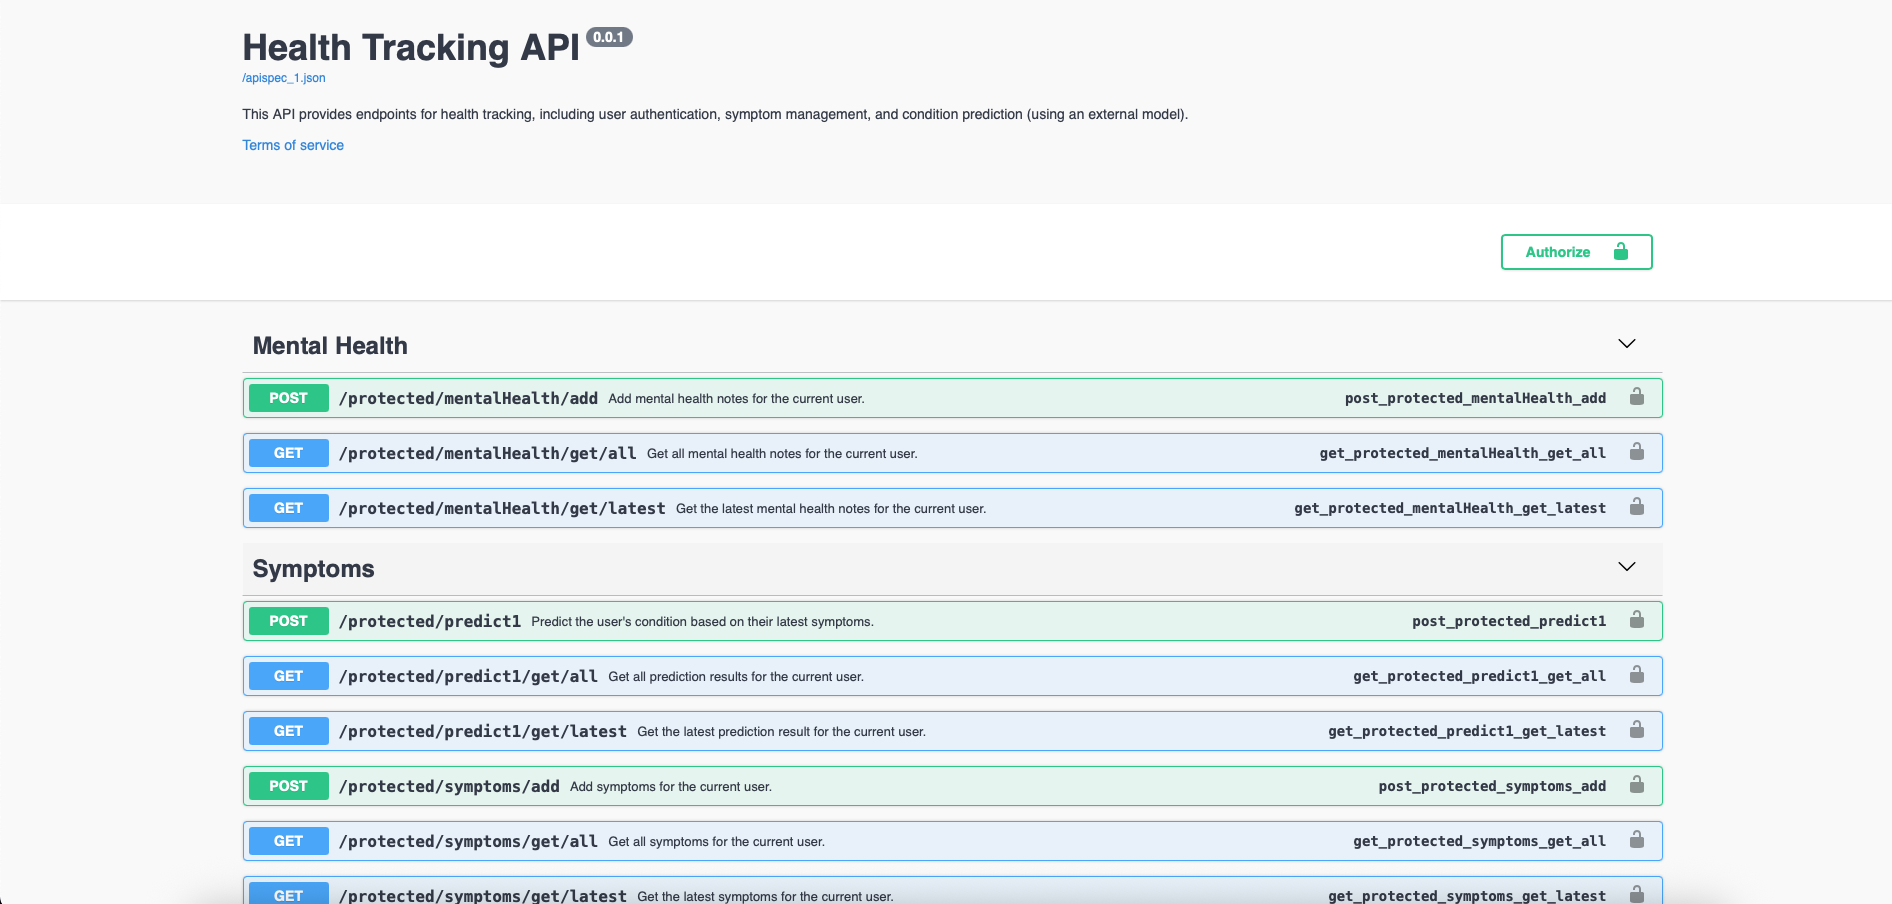 Health Tracking API 0.0.1
/apispec_1.json
This API provides endpoints for health tracking, including user authentication, symptom management, and condition prediction (using an external model).
Terms of service
Authorize
Mental Health
POST /protected/mentalHealth/add Add mental health notes for the current user. post_protected_mentalHealth_add
GET /protected/mentalHealth/get/all Get all mental health notes for the current user. get_protected_mentalHealth_get_all
GET /protected/mentalHealth/get/latest Get the latest mental health notes for the current user. get_protected_mentalHealth_get_latest
Symptoms
POST /protected/predict1 Predict the user's condition based on their latest symptoms. post_protected_predict1
GET /protected/predict1/get/all Get all prediction results for the current user. get_protected_predict1_get_all
GET /protected/predict1/get/latest Get the latest prediction result for the current user. get_protected_predict1_get_latest
POST /protected/symptoms/add Add symptoms for the current user. post_protected_symptoms_add
GET /protected/symptoms/get/all Get all symptoms for the current user. get_protected_symptoms_get_all
GET /protected/symptoms/get/latest Get the latest symptoms for the current user. get_protected_symptoms_get_latest